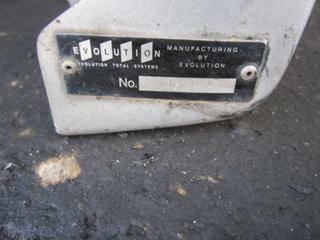 EVOLUTION
EVOLUTION TOTAL SYSTEMS
MANUFACTURING
BY
EVOLUTION
No.